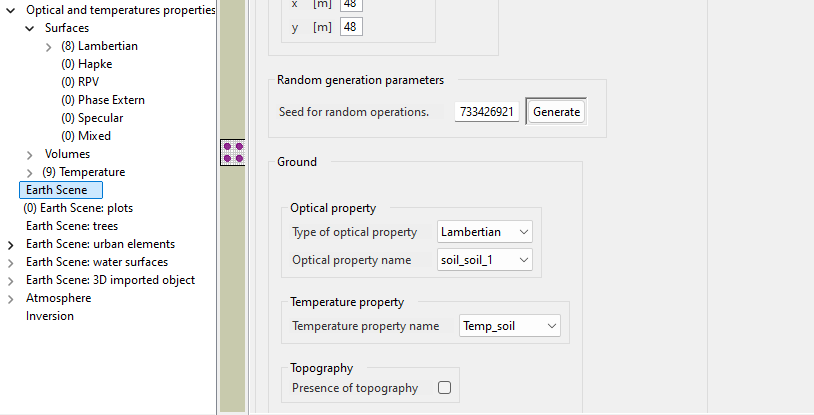 Optical and temperatures properties
Surfaces
(8) Lambertian
(0) Hapke
(0) RPV
(0) Phase Extern
(0) Specular
(0) Mixed
Volumes
(9) Temperature
Earth Scene
(0) Earth Scene: plots
Earth Scene: trees
Earth Scene: urban elements
Earth Scene: water surfaces
Earth Scene: 3D imported object
Atmosphere
Inversion
x [m] 48
y [m] 48
Random generation parameters
Seed for random operations. 733426921 Generate
Ground
Optical property
Type of optical property Lambertian
Optical property name soil_soil_1
Temperature property
Temperature property name Temp_soil
Topography
Presence of topography